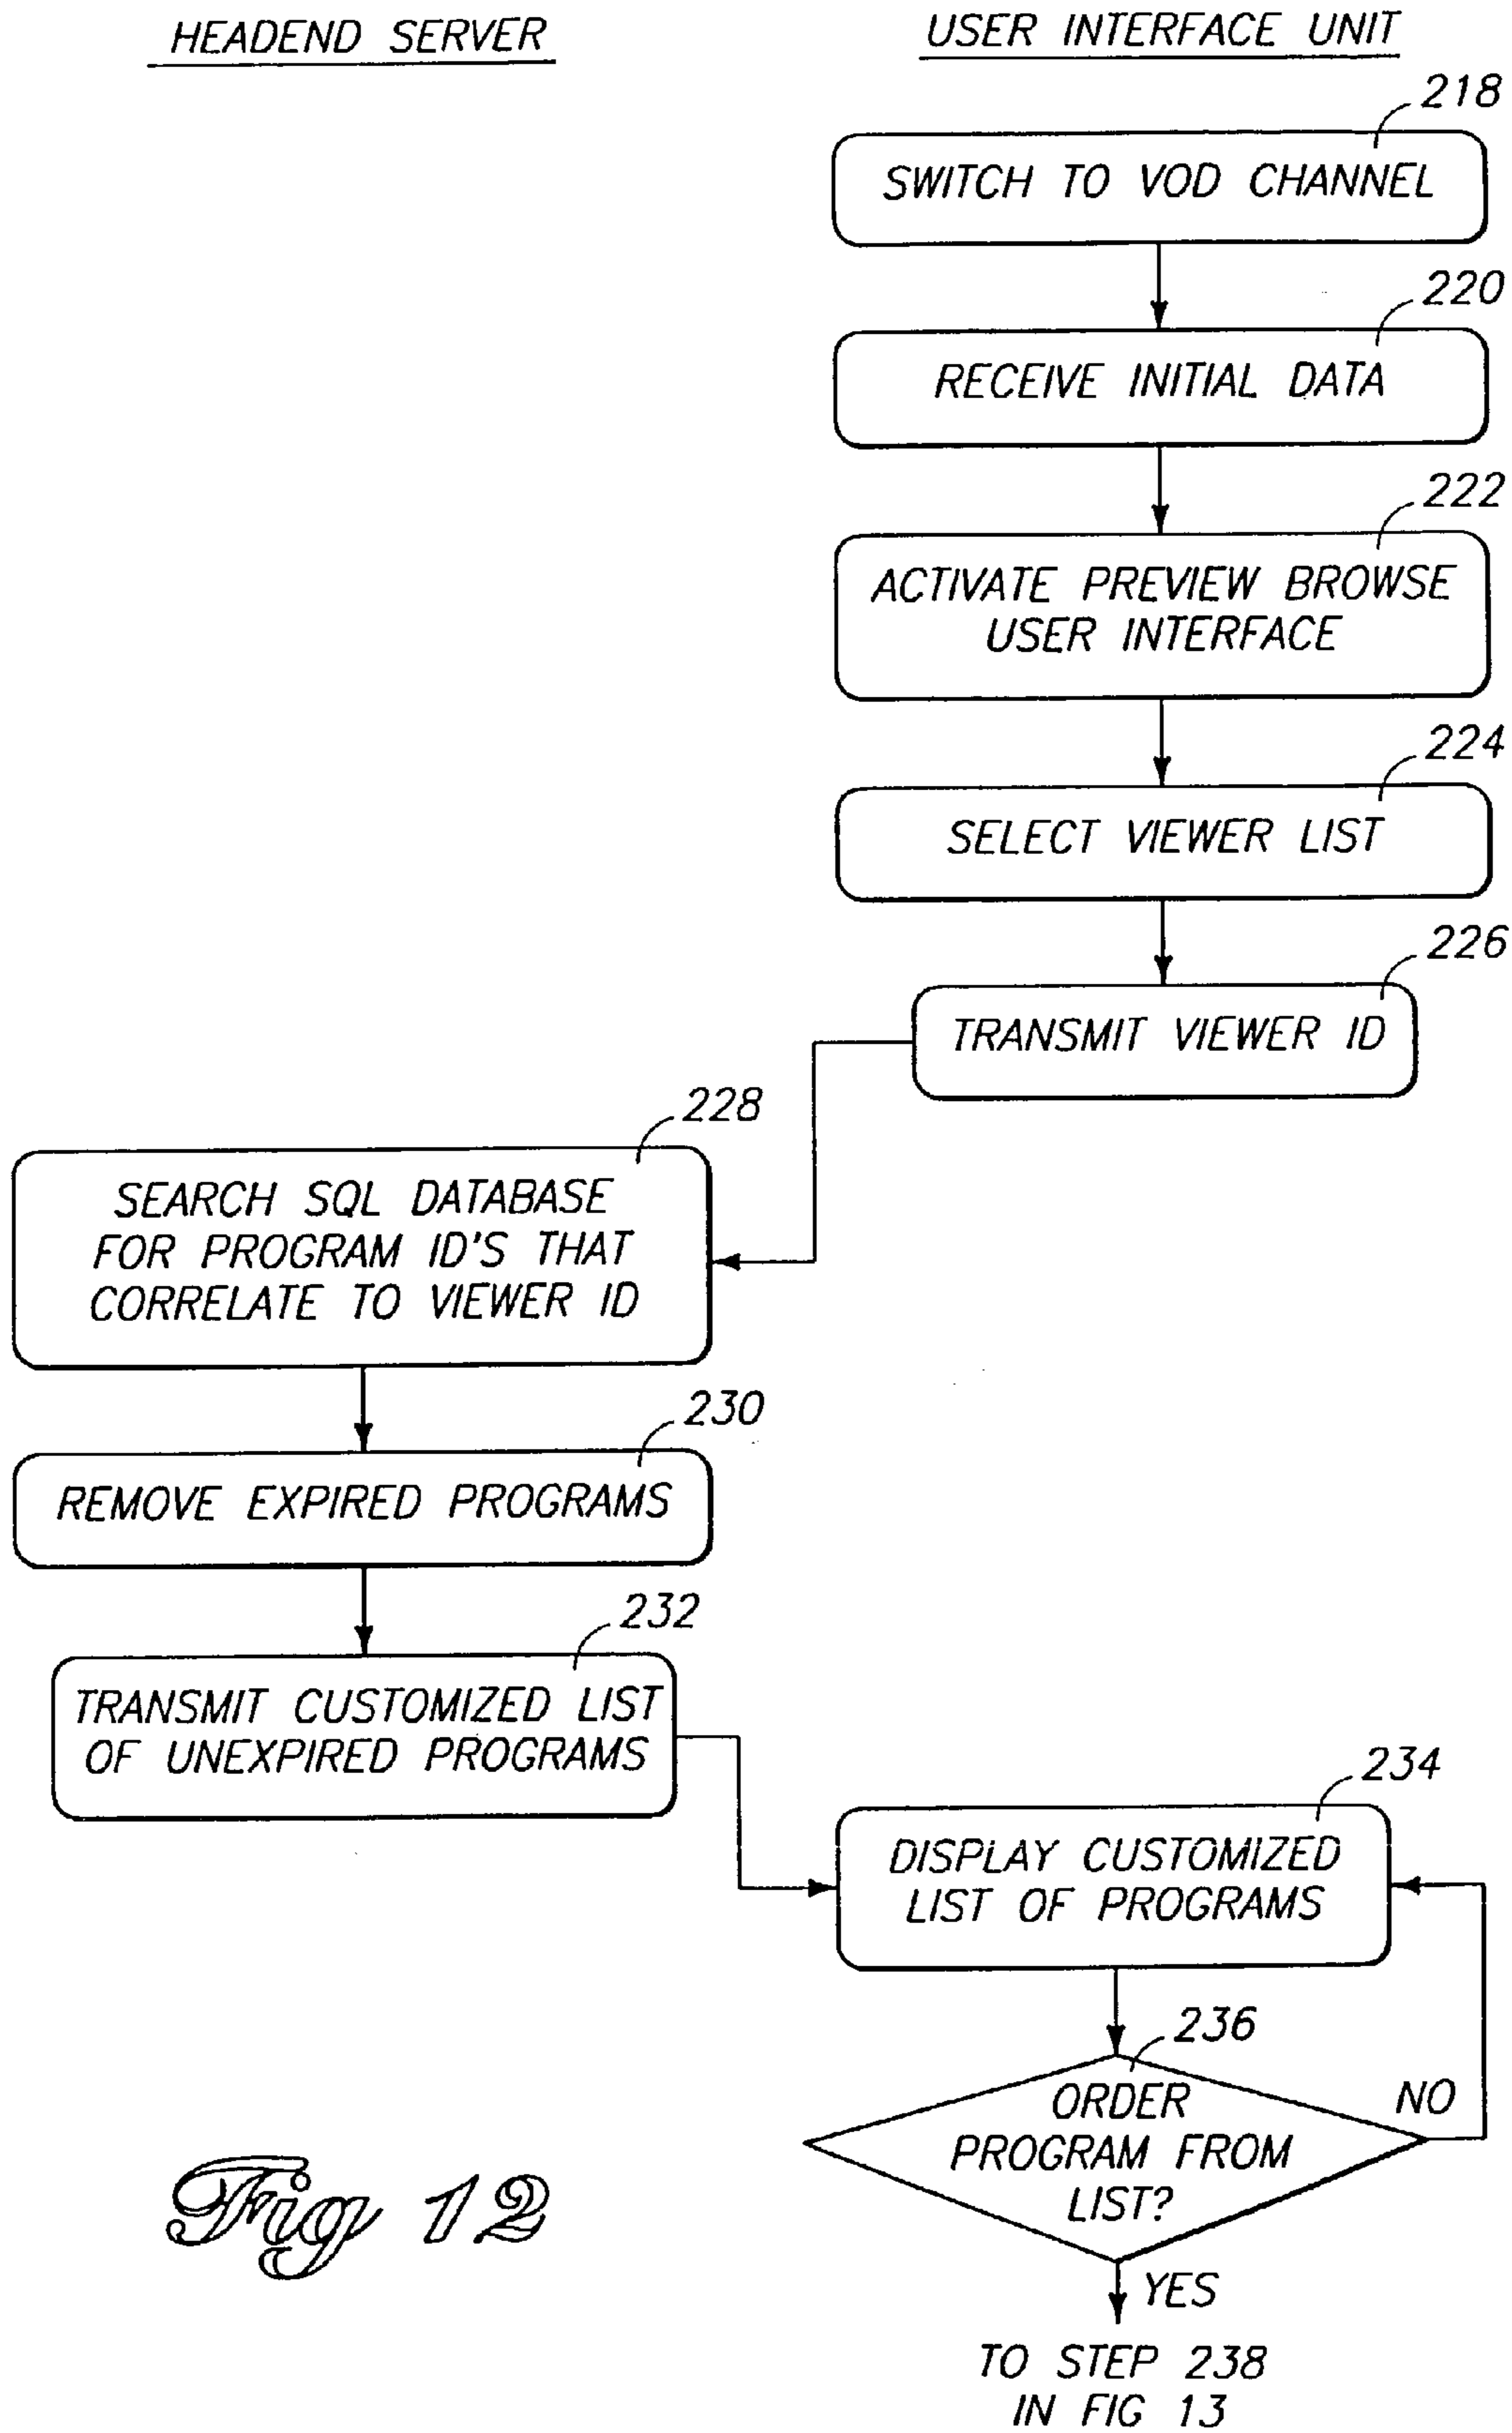 HEADEND SERVER
USER INTERFACE UNIT
218
SWITCH TO VOD CHANNEL
220
RECEIVE INITIAL DATA
222
ACTIVATE PREVIEW BROWSE
USER INTERFACE
224
SELECT VIEWER LIST
226
TRANSMIT VIEWER ID
228
SEARCH SQL DATABASE
FOR PROGRAM ID'S THAT
CORRELATE TO VIEWER ID
230
REMOVE EXPIRED PROGRAMS
232
TRANSMIT CUSTOMIZED LIST
OF UNEXPIRED PROGRAMS
234
DISPLAY CUSTOMIZED
LIST OF PROGRAMS
236
ORDER
PROGRAM FROM
LIST?
NO
YES
TO STEP 238
IN FIG 13
Fig 12